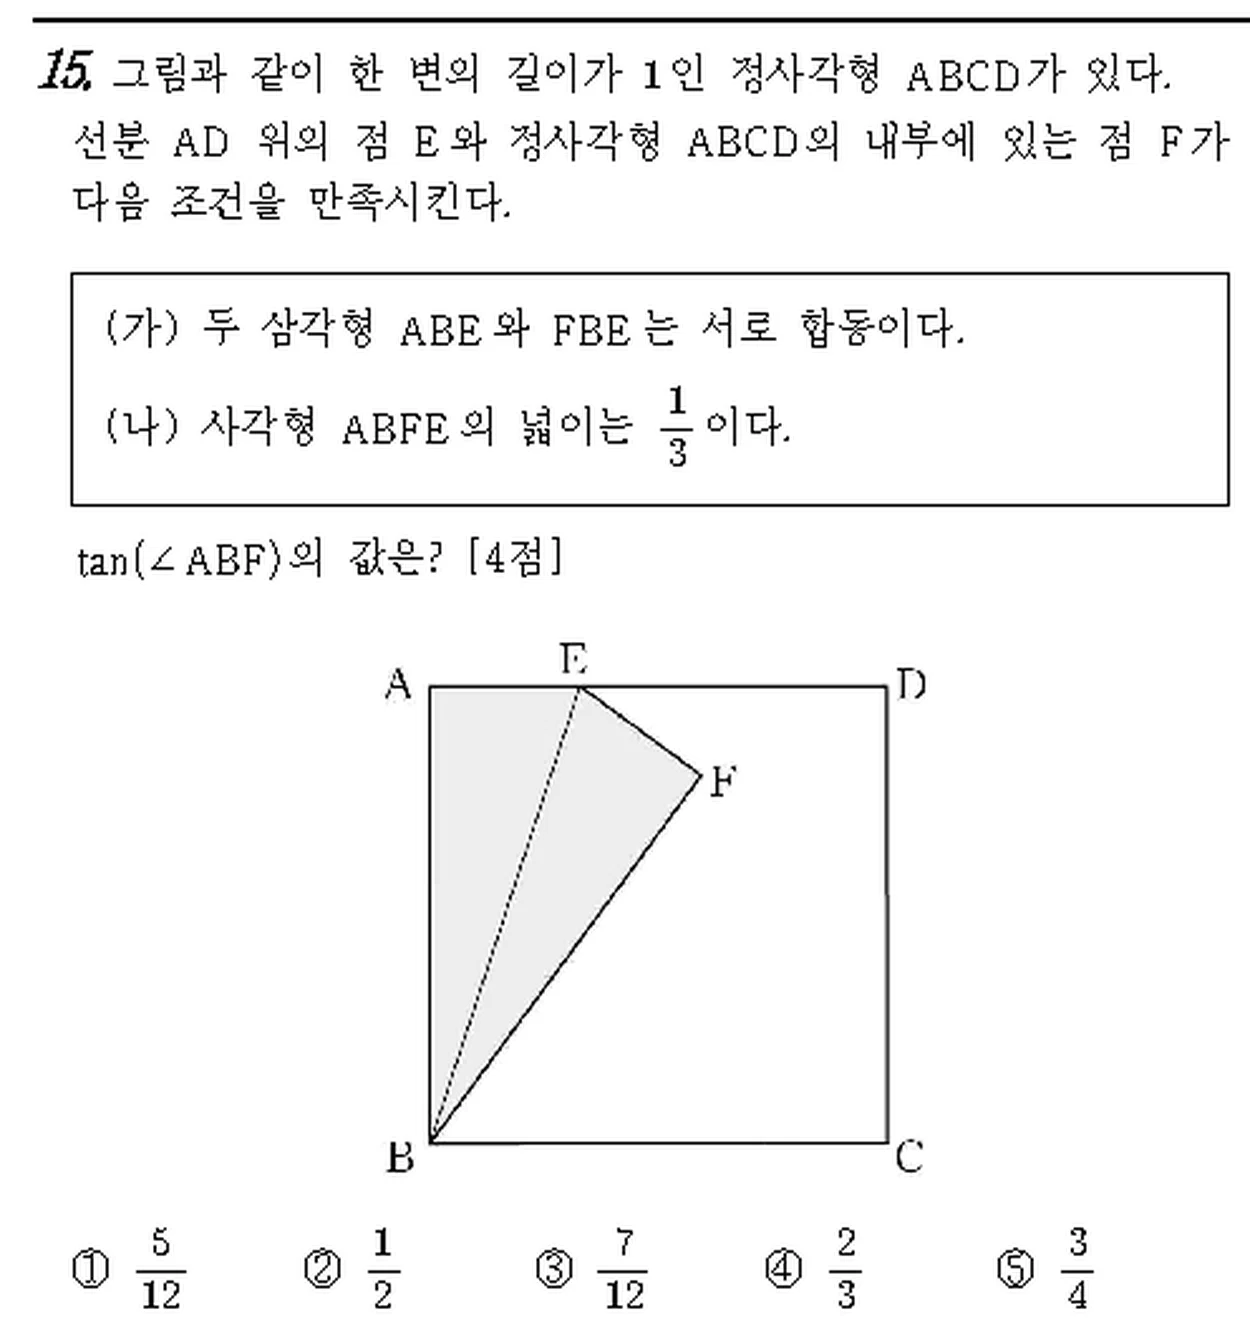 15. 그림과 같이 한 변의 길이가 1인 정사각형 ABCD가 있다.
선분 AD 위의 점 E와 정사각형 ABCD의 내부에 있는 점 F가
다음 조건을 만족시킨다.
(가) 두 삼각형 ABE와 FBE는 서로 합동이다.
(나) 사각형 ABFE의 넓이는 1/3이다.
tan(∠ABF)의 값은? [4점]
E
A D
F
B C
① 5/12 ② 1/2 ③ 7/12 ④ 2/3 ⑤ 3/4